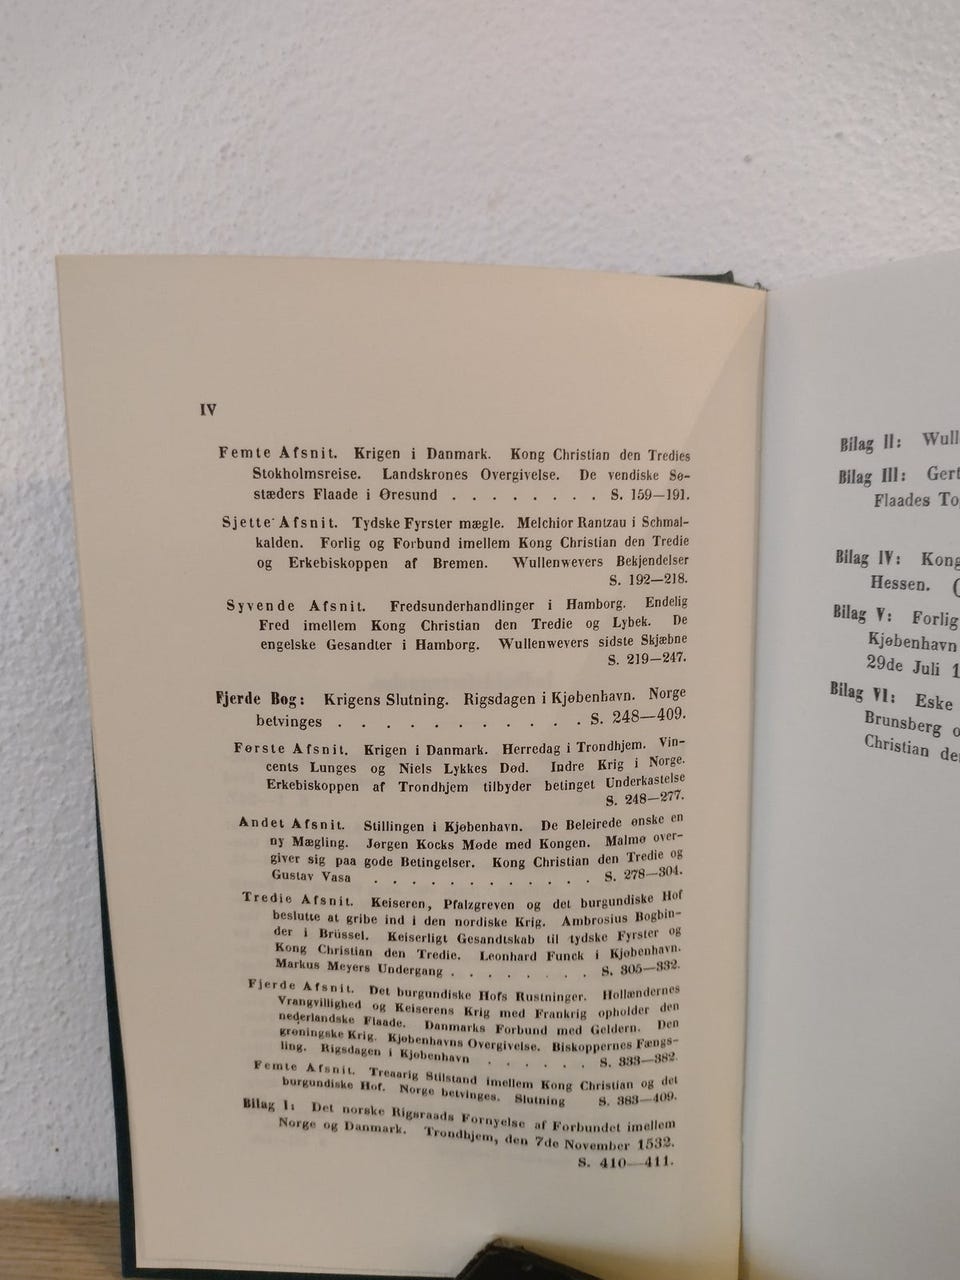 IV
Femte Afsnit. Krigen i Danmark. Kong Christian den Tredies
Stokholmsreise. Landskrones Overgivelse. De vendiske Sø-
stæders Flaade i Øresund . . . . . . . . S. 159—191.
Sjette Afsnit. Tydske Fyrster mægle. Melchior Rantzau i Schmal-
kalden. Forlig og Forbund imellem Kong Christian den Tredie
og Erkebiskoppen af Bremen. Wullenwevers Bekjendelser
S. 192—218.
Syvende Afsnit. Fredsunderhandlinger i Hamborg. Endelig
Fred imellem Kong Christian den Tredie og Lybek. De
engelske Gesandter i Hamborg. Wullenwevers sidste Skjæbne
S. 219—247.
Fjerde Bog: Krigens Slutning. Rigsdagen i Kjøbenhavn. Norge
betvinges . . . . . . . . . . . . S. 248—409.
Første Afsnit. Krigen i Danmark. Herredag i Trondhjem. Vin-
cents Lunges og Niels Lykkes Død. Indre Krig i Norge.
Erkebiskoppen af Trondhjem tilbyder betinget Underkastelse
S. 248—277.
Andet Afsnit. Stillingen i Kjøbenhavn. De Beleirede ønske en
ny Mægling. Jørgen Kocks Møde med Kongen. Malmø over-
giver sig paa gode Betingelser. Kong Christian den Tredie og
Gustav Vasa . . . . . . . . . . . . S. 278—304.
Tredie Afsnit. Keiseren, Pfalzgreven og det burgundiske Hof
beslutte at gribe ind i den nordiske Krig. Ambrosius Bogbin-
der i Brüssel. Keiserligt Gesandtskab til tydske Fyrster og
Kong Christian den Tredie. Leonhard Funck i Kjøbenhavn.
Markus Meyers Undergang . . . . . . . . S. 305—332.
Fjerde Afsnit. Det burgundiske Hofs Rustninger. Hollændernes
Vrangvillighed og Keiserens Krig med Frankrig opholder den
nederlandske Flaade. Danmarks Forbund med Geldern. Den
grøningske Krig. Kjøbenhavns Overgivelse. Biskoppernes Fængs-
ling. Rigsdagen i Kjøbenhavn . . . . . . S. 333—382.
Femte Afsnit. Treaarig Stilstand imellem Kong Christian og det
burgundiske Hof. Norge betvinges. Slutning S. 383—409.
Bilag I: Det norske Rigsraads Fornyelse af Forbundet imellem
Norge og Danmark. Trondhjem, den 7de November 1532.
S. 410—411.
Bilag II: Wull
Bilag III: Gert
Flaades To
Bilag IV: Kong
Hessen. (
Bilag V: Forlig
Kjøbenhavn
29de Juli 1
Bilag VI: Eske
Brunsberg o
Christian de